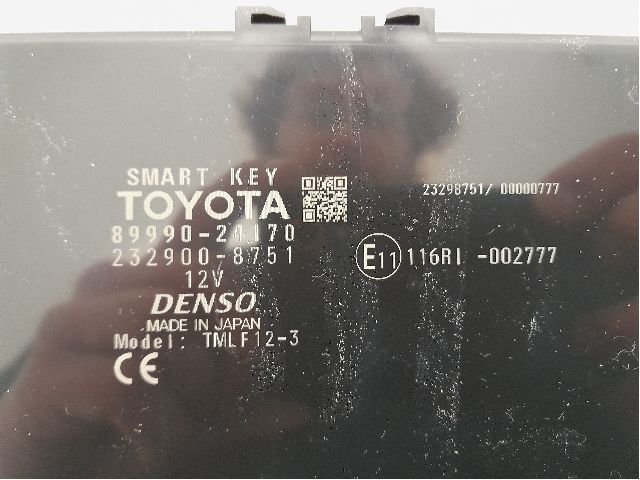 SMART KEY
TOYOTA
89990-24170
232900-8751
12V
DENSO
MADE IN JAPAN
Model: TMLF12-3
CE
23298751/ 00000777
E11 116RI -002777